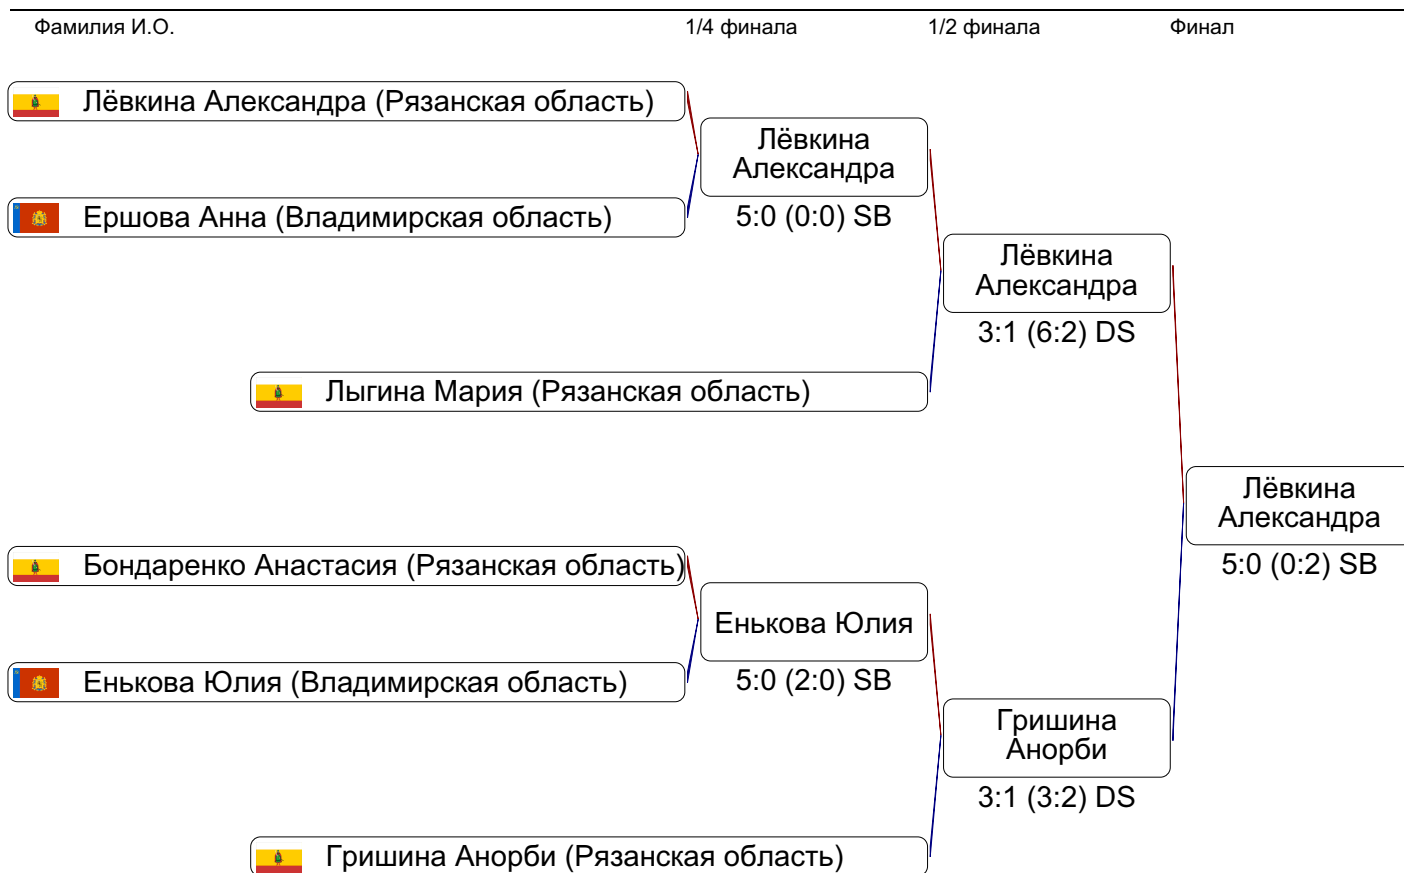 Фамилия И.О. 1/4 финала 1/2 финала Финал
Лёвкина Александра (Рязанская область)
Лёвкина
Александра
5:0 (0:0) SB
Ершова Анна (Владимирская область)
Лёвкина
Александра
3:1 (6:2) DS
Лыгина Мария (Рязанская область)
Лёвкина
Александра
5:0 (0:2) SB
Бондаренко Анастасия (Рязанская область)
Енькова Юлия
5:0 (2:0) SB
Енькова Юлия (Владимирская область)
Гришина
Анорби
3:1 (3:2) DS
Гришина Анорби (Рязанская область)